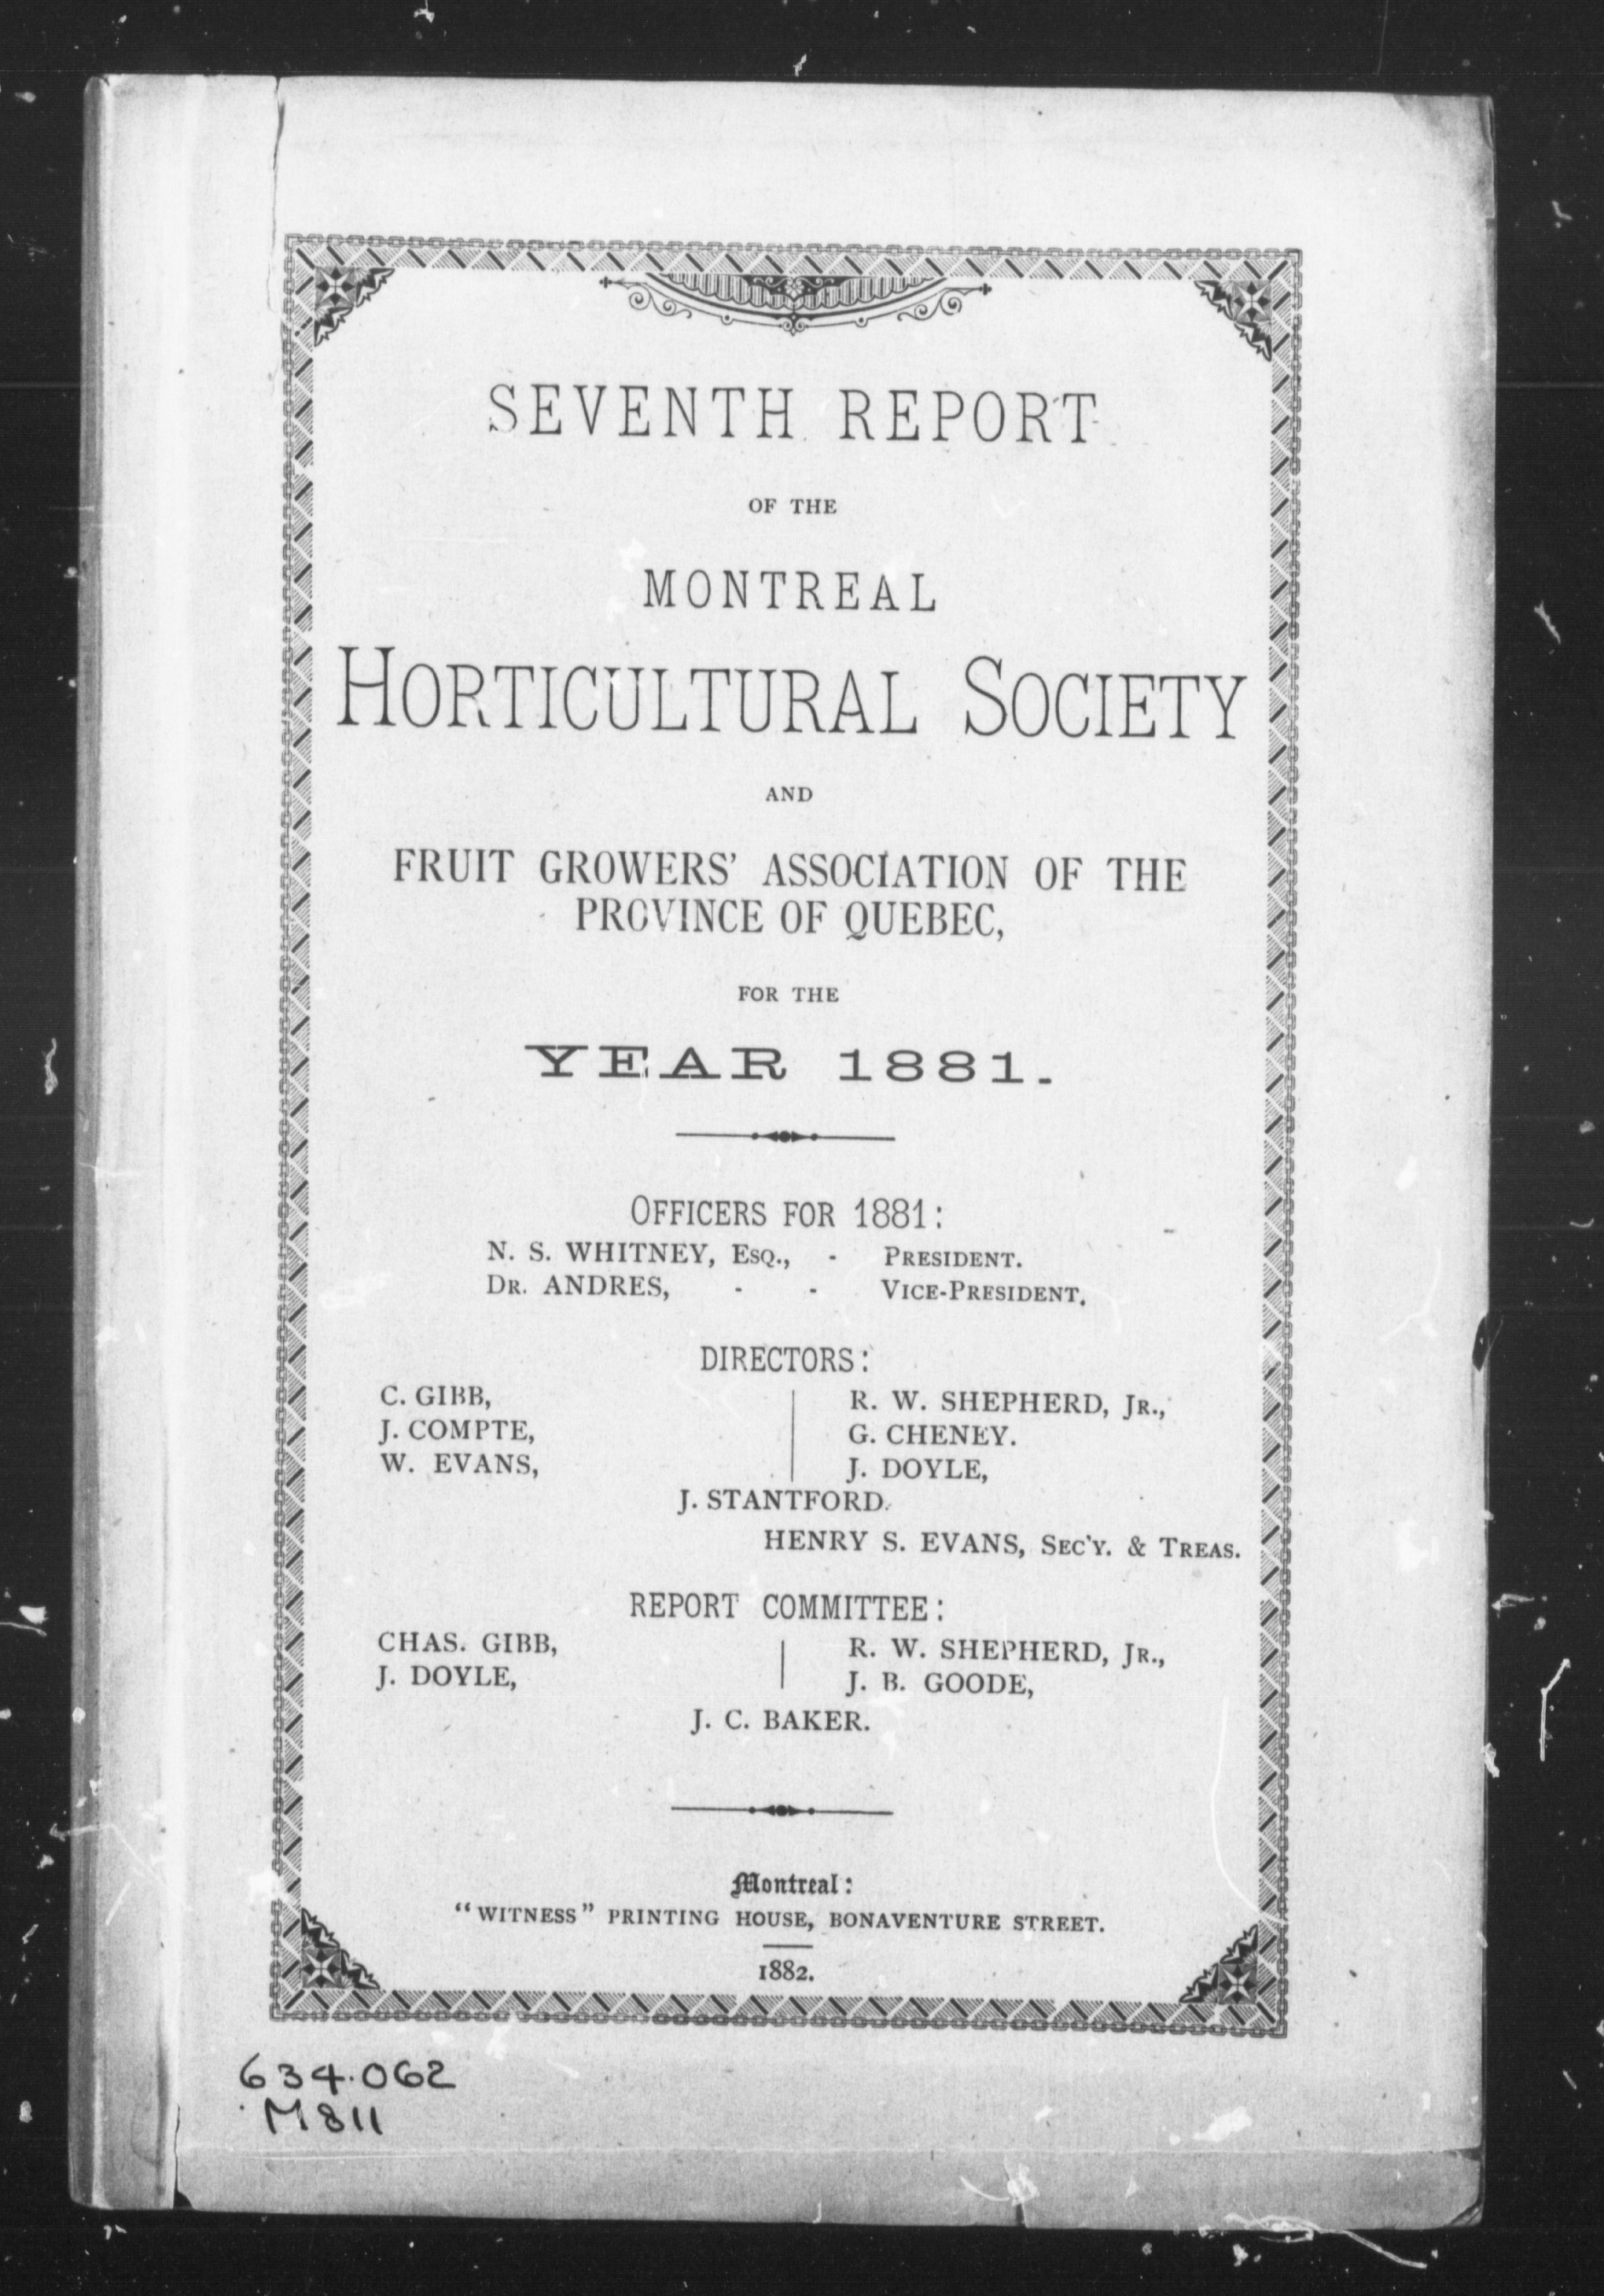 SEVENTH REPORT
OF THE
MONTREAL
HORTICULTURAL SOCIETY
AND
FRUIT GROWERS' ASSOCIATION OF THE
PROVINCE OF QUEBEC,
FOR THE
YEAR 1881.
OFFICERS FOR 1881:
N. S. WHITNEY, ESQ., - PRESIDENT.
DR. ANDRES, - - VICE-PRESIDENT.
DIRECTORS:
C. GIBB,
J. COMPTE,
W. EVANS,
R. W. SHEPHERD, JR.,
G. CHENEY.
J. DOYLE,
J. STANTFORD.
HENRY S. EVANS, SEC'Y. & TREAS.
REPORT COMMITTEE:
CHAS. GIBB,
J. DOYLE,
R. W. SHEPHERD, JR.,
J. B. GOODE,
J. C. BAKER.
Montreal:
"WITNESS" PRINTING HOUSE, BONAVENTURE STREET.
1882.
634.062
M811